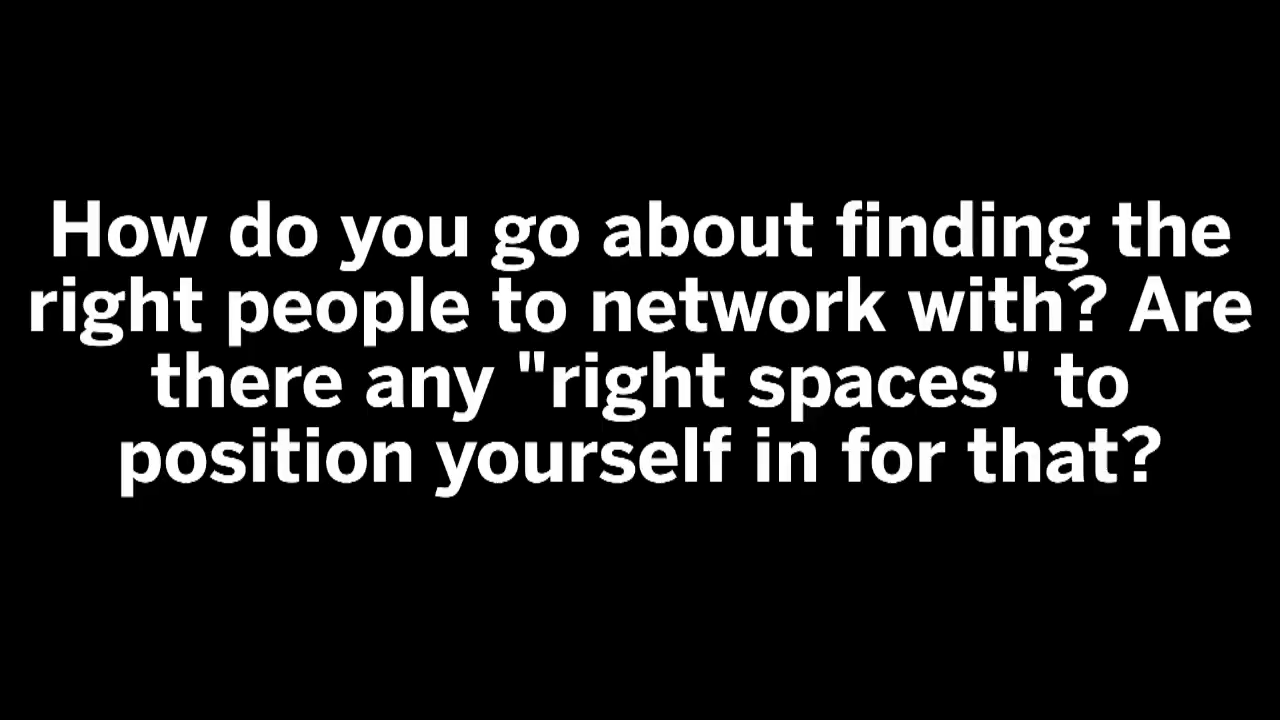 How do you go about finding the
right people to network with? Are
there any "right spaces" to
position yourself in for that?